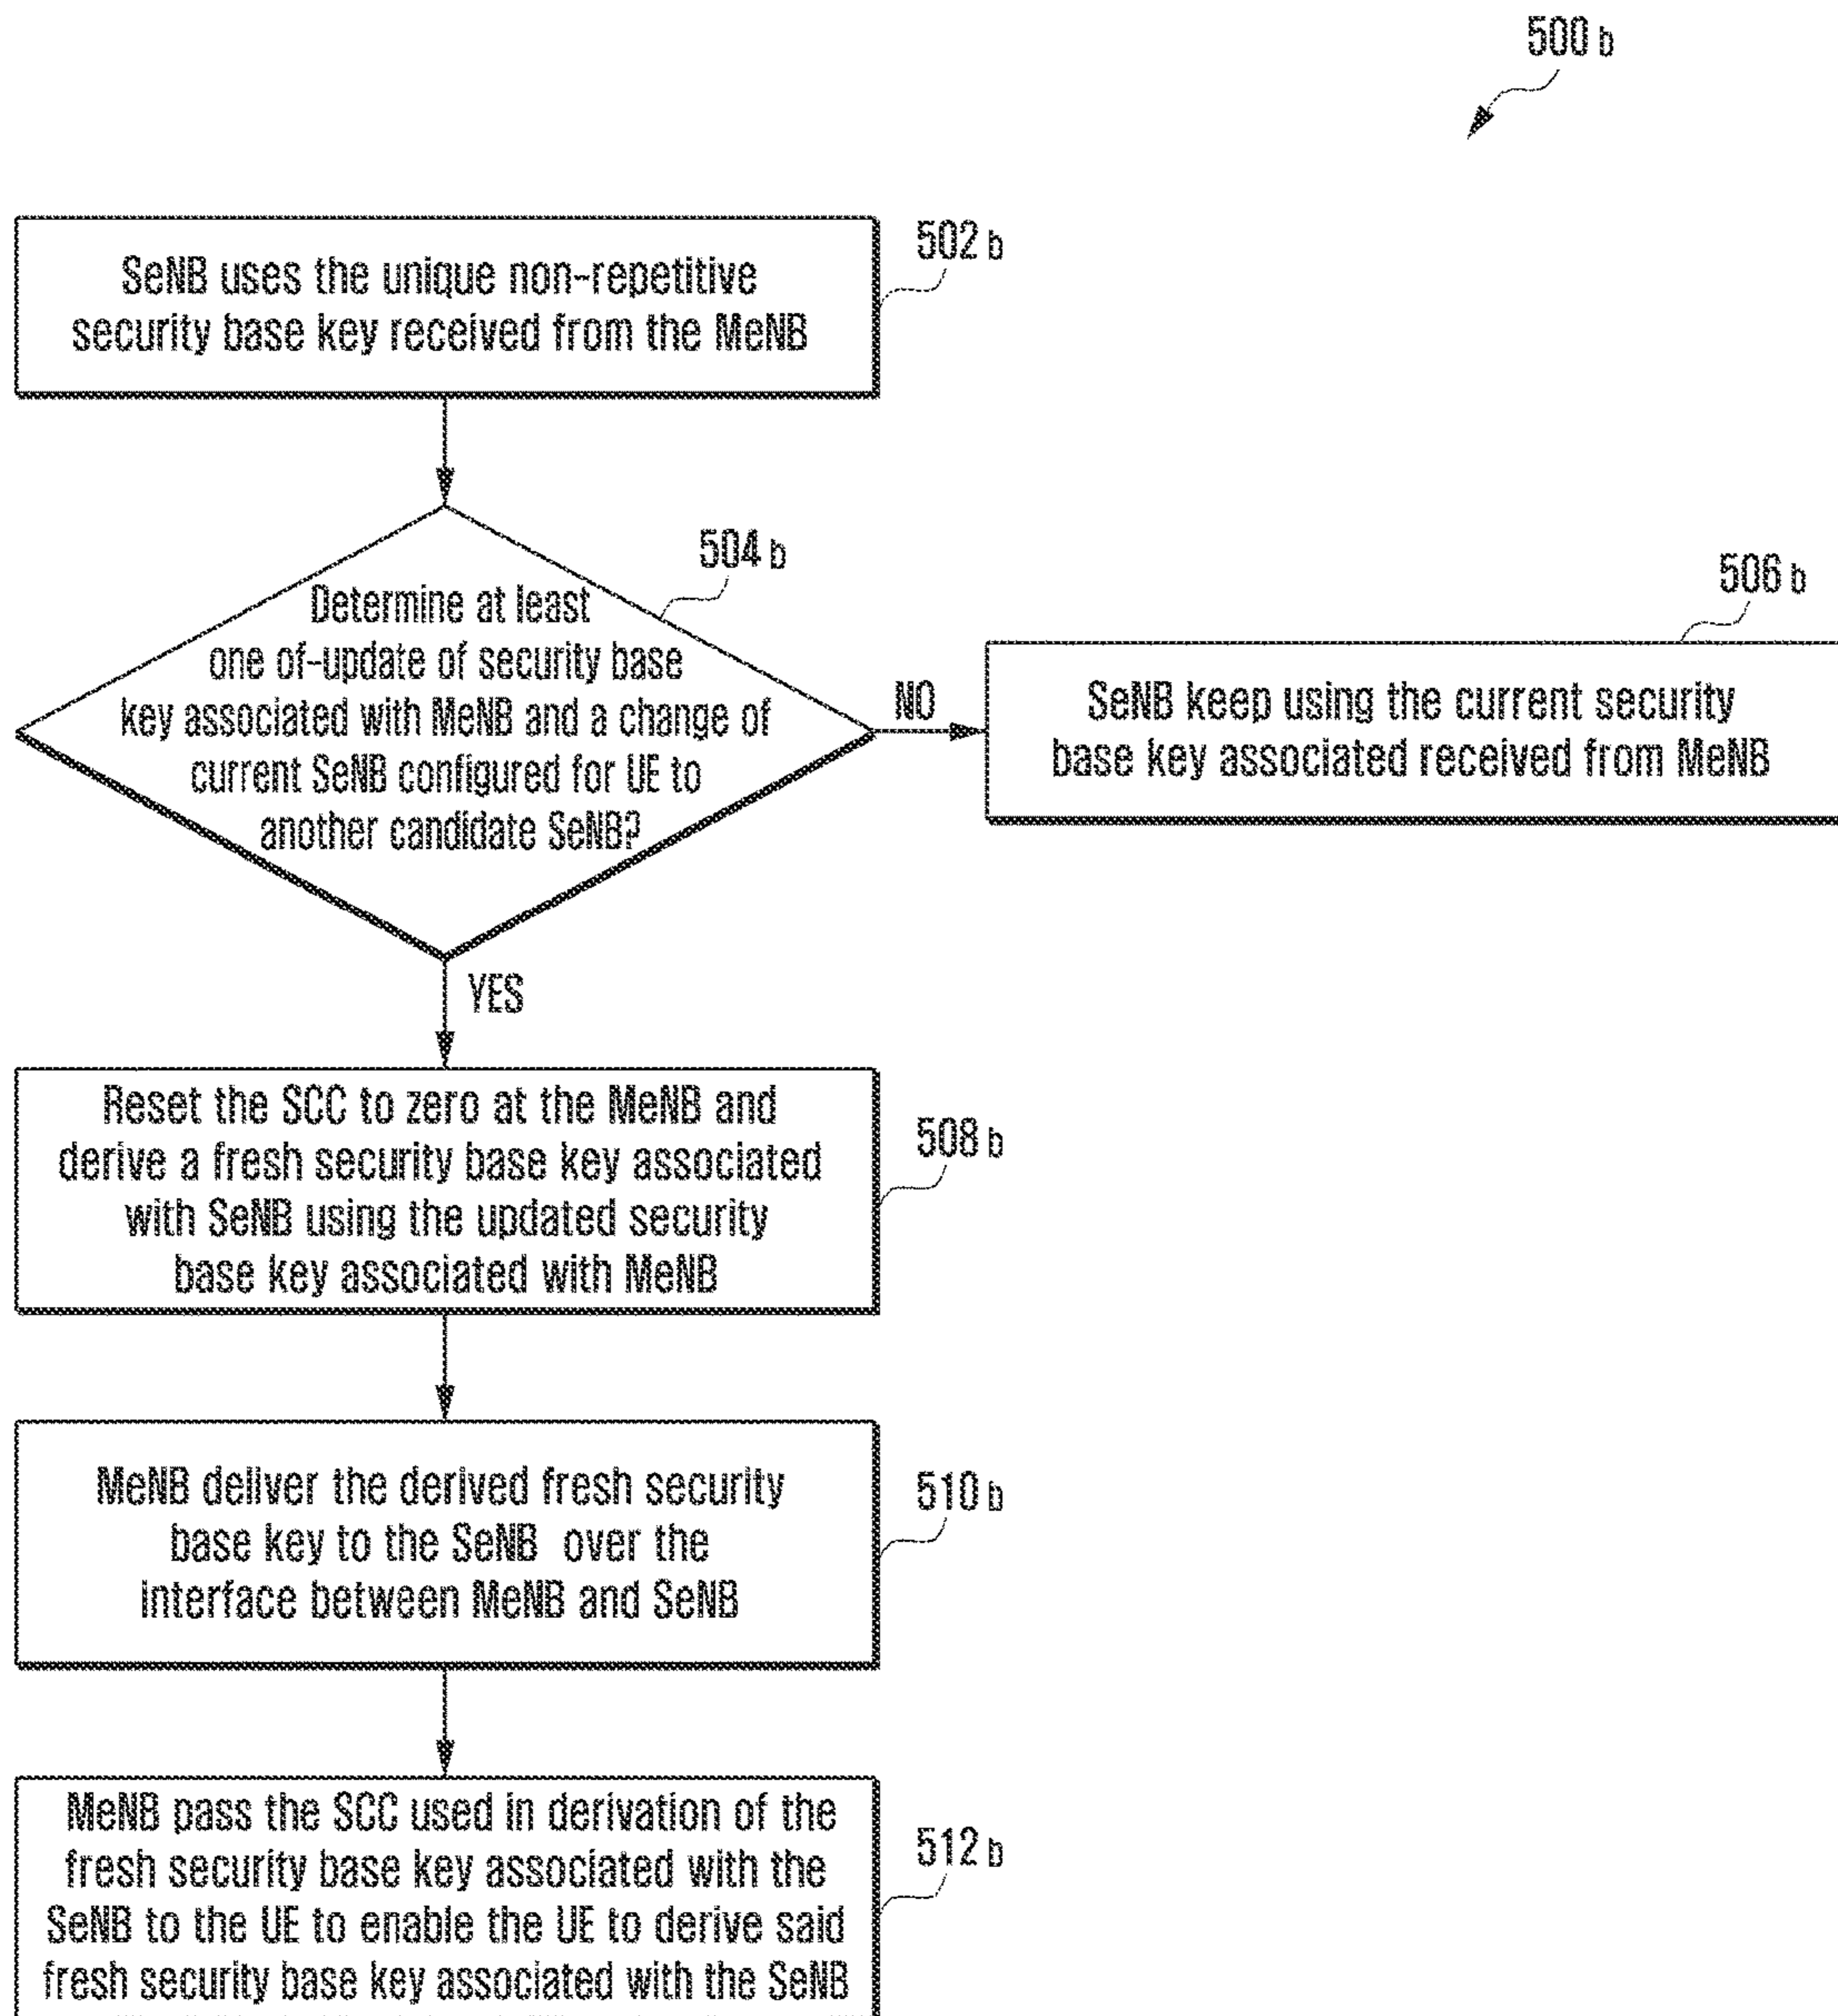 500 b
SeNB uses the unique non-repetitive
security base key received from the MeNB
502 b
Determine at least
one of-update of security base
key associated with MeNB and a change of
current SeNB configured for UE to
another candidate SeNB?
504 b
NO
SeNB keep using the current security
base key associated received from MeNB
506 b
YES
Reset the SCC to zero at the MeNB and
derive a fresh security base key associated
with SeNB using the updated security
base key associated with MeNB
508 b
MeNB deliver the derived fresh security
base key to the SeNB over the
interface between MeNB and SeNB
510 b
MeNB pass the SCC used in derivation of the
fresh security base key associated with the
SeNB to the UE to enable the UE to derive said
fresh security base key associated with the SeNB
512 b